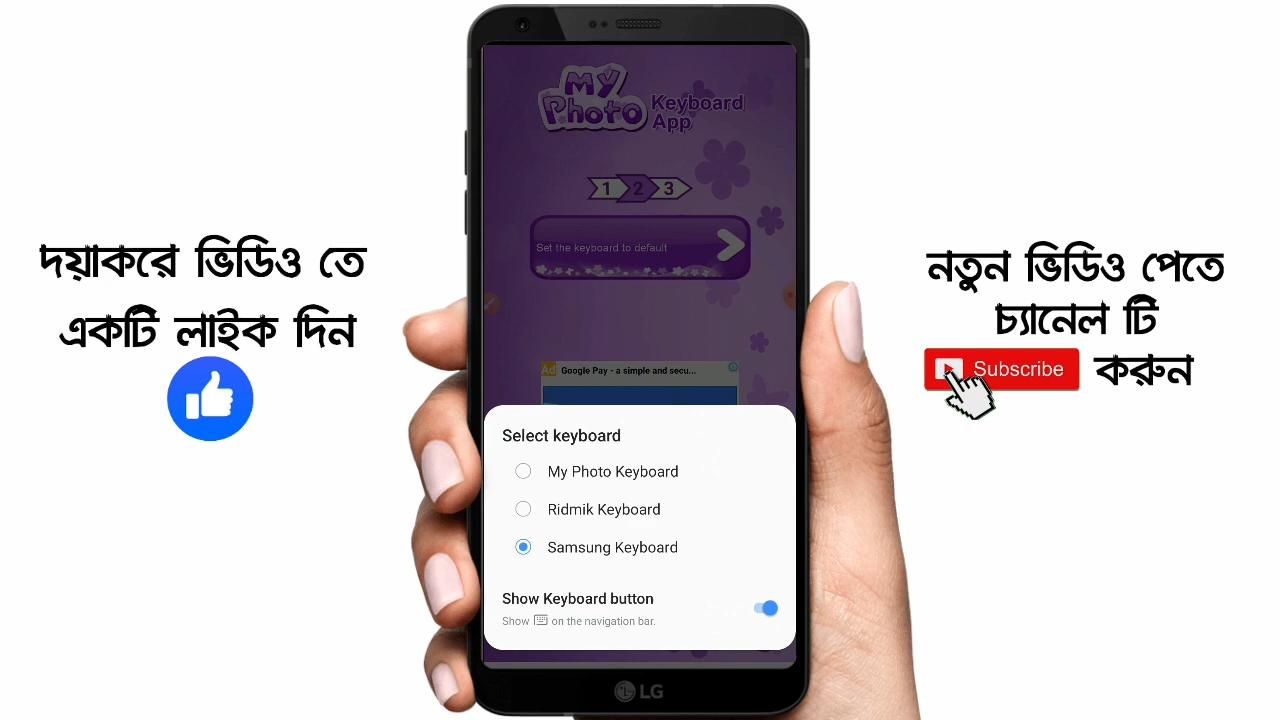 দয়াকরে ভিডিও তে
একটি লাইক দিন
My
Photo
Keyboard
App
1 2 3
Set the keyboard to default
Ad Google Pay - a simple and secu...
Select keyboard
My Photo Keyboard
Ridmik Keyboard
Samsung Keyboard
Show Keyboard button
Show on the navigation bar.
LG
নতুন ভিডিও পেতে
চ্যানেল টি
Subscribe করুন